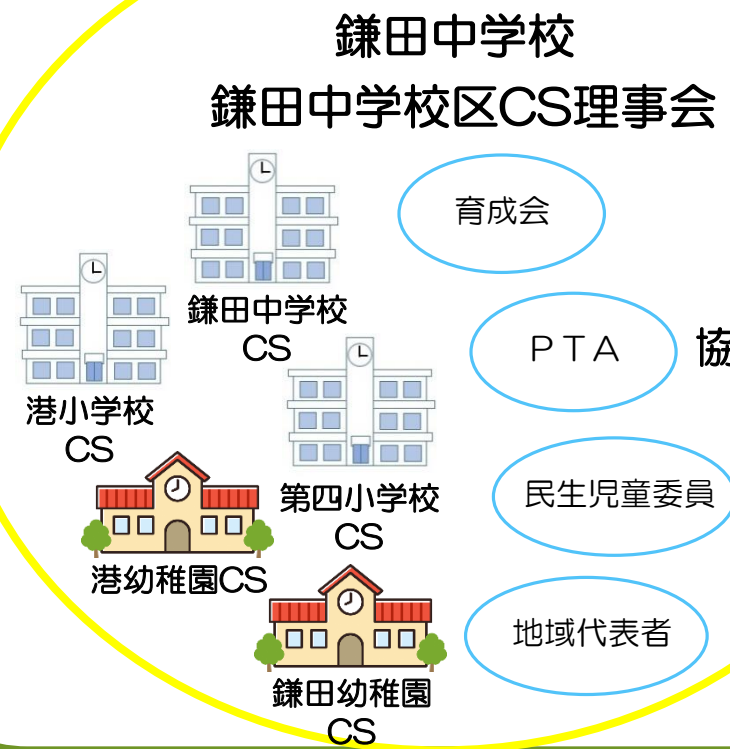 鎌田中学校
鎌田中学校区CS理事会
育成会
鎌田中学校
CS
PTA
協
港小学校
CS
第四小学校
CS
民生児童委員
港幼稚園CS
地域代表者
鎌田幼稚園
CS